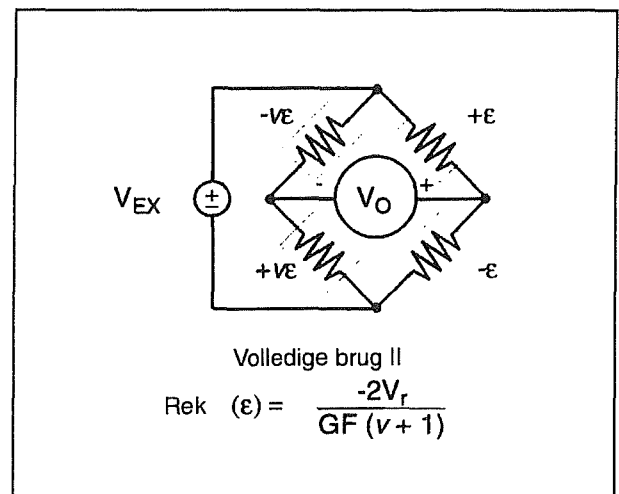 -νε
+ε
V_EX
±
-
V_O
+
+νε
-ε
Volledige brug II
Rek (ε) = -2V_r / GF (ν + 1)